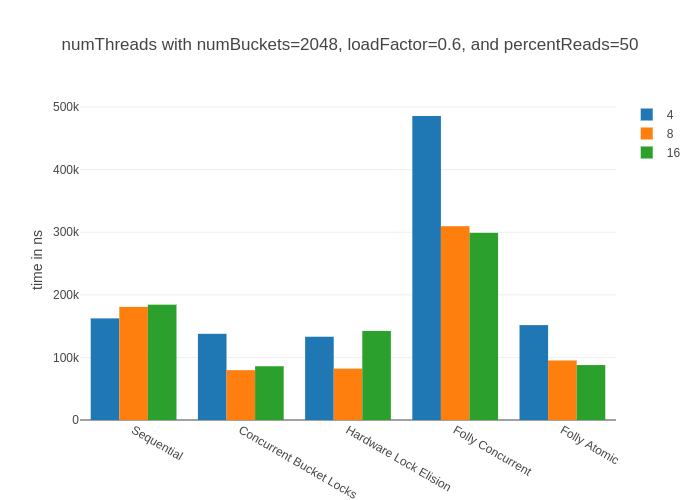 numThreads with numBuckets=2048, loadFactor=0.6, and percentReads=50
500k
400k
300k
200k
100k
0
time in ns
Sequential
Concurrent Bucket Locks
Hardware Lock Elision
Folly Concurrent
Folly Atomic
4
8
16